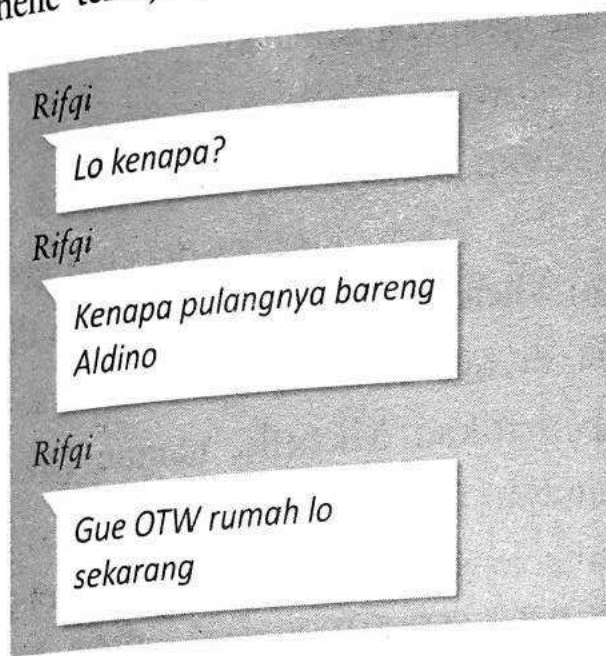 Rifqi
Lo kenapa?
Rifqi
Kenapa pulangnya bareng
Aldino
Rifqi
Gue OTW rumah lo
sekarang